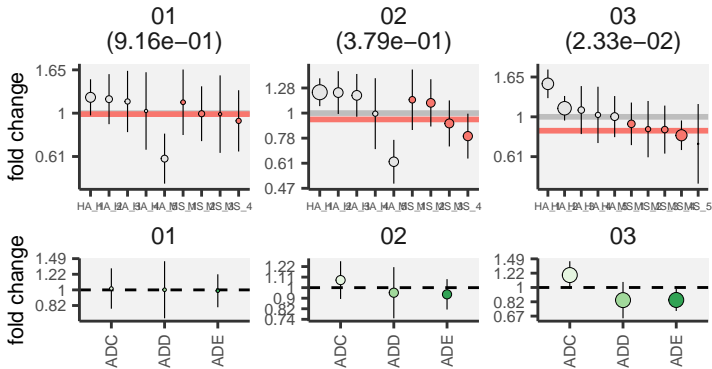 01
(9.16e−01)
02
(3.79e−01)
03
(2.33e−02)
fold change
1.65
1
0.61
1.28
1
0.78
0.61
0.47
1.65
1
0.61
01
02
03
fold change
1.49
1.22
1
0.82
1.22
1.11
1
0.9
0.82
0.74
1.49
1.22
1
0.82
0.67
ADC
ADD
ADE
ADC
ADD
ADE
ADC
ADD
ADE